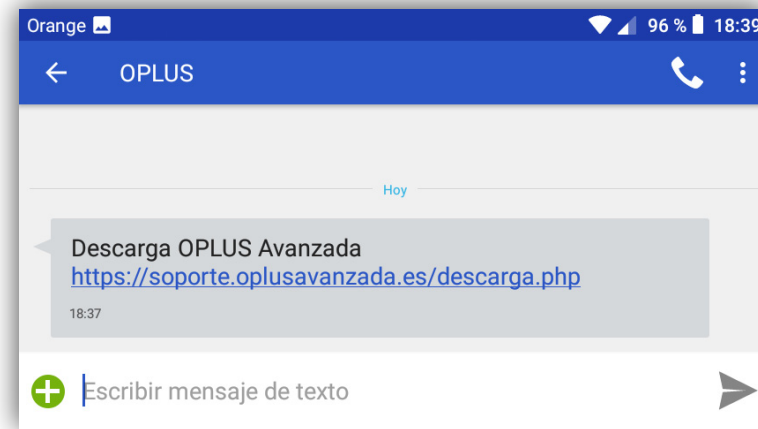 Orange 96 % 18:39
OPLUS
Hoy
Descarga OPLUS Avanzada
https://soporte.oplusavanzada.es/descarga.php
18:37
Escribir mensaje de texto